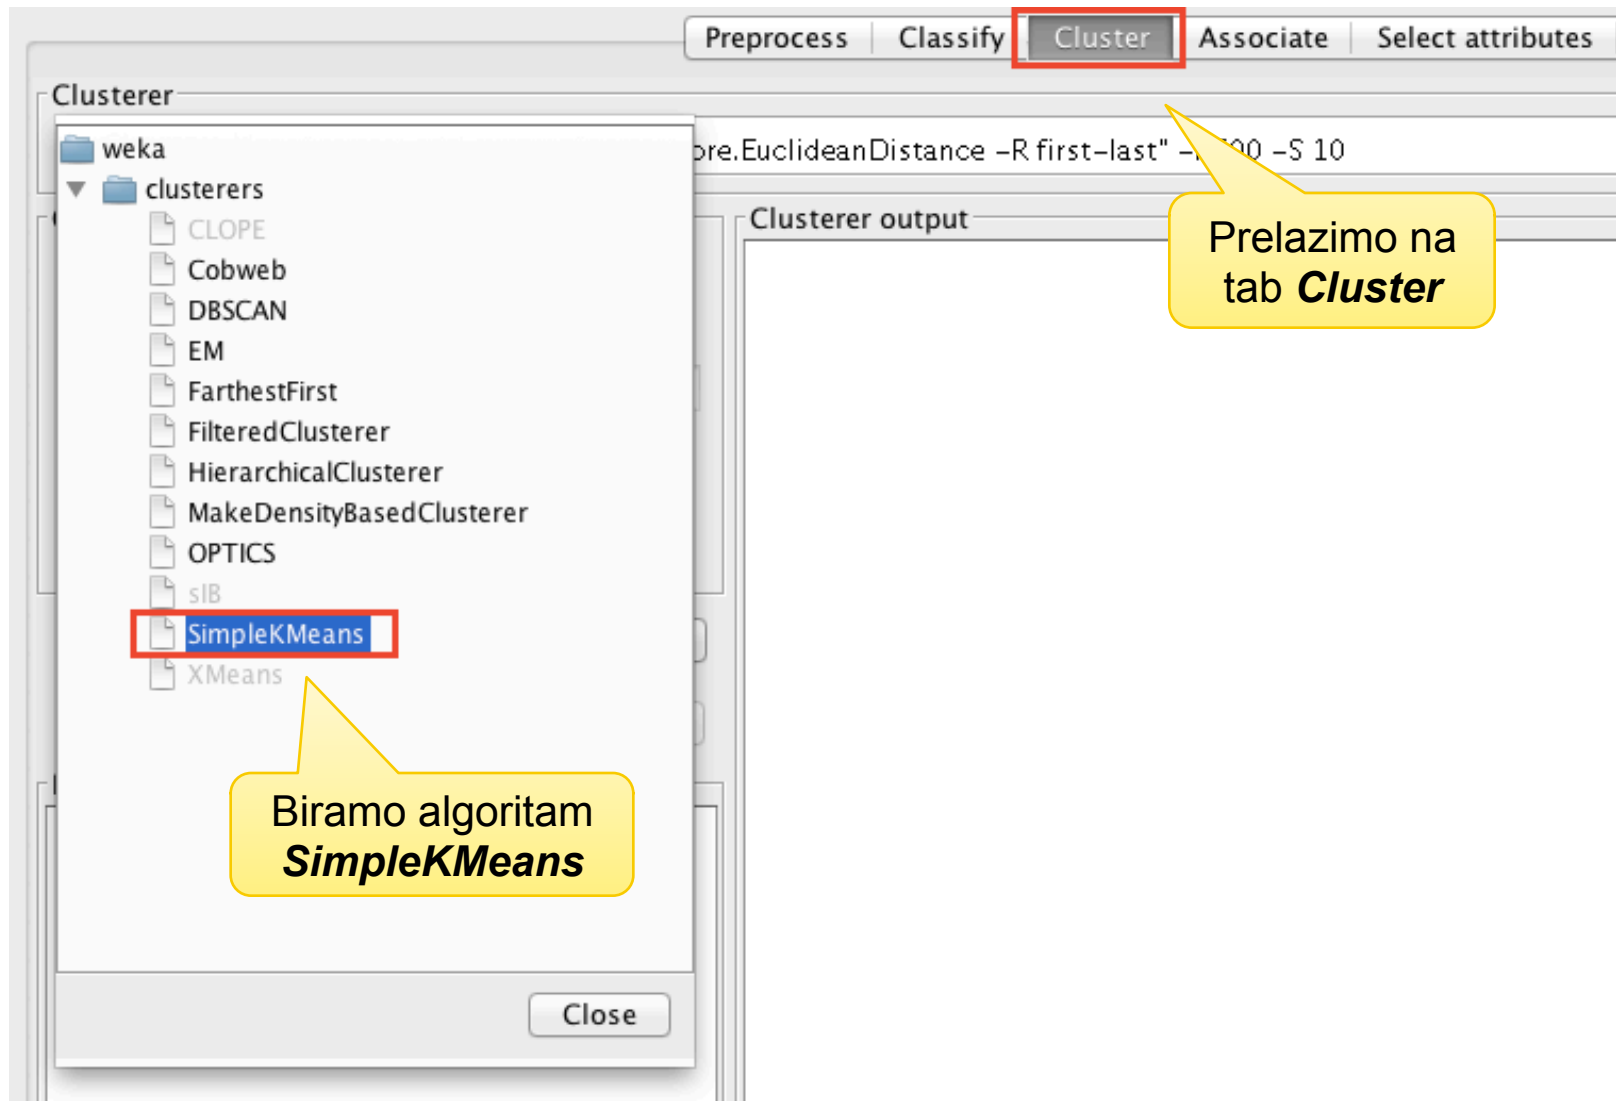 Preprocess Classify Cluster Associate Select attributes
Clusterer
weka
ore.EuclideanDistance -R first-last" 00 -S 10
clusterers
CLOPE
Clusterer output
Cobweb
DBSCAN
EM
FarthestFirst
FilteredClusterer
HierarchicalClusterer
MakeDensityBasedClusterer
OPTICS
sIB
SimpleKMeans
XMeans
Prelazimo na
tab Cluster
Biramo algoritam
SimpleKMeans
Close